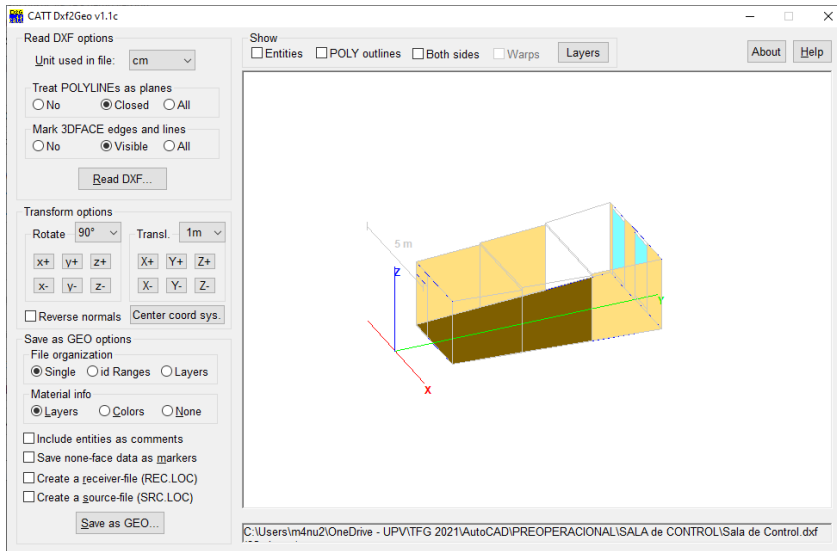 CATT Dxf2Geo v1.1c
Read DXF options
Unit used in file: cm
Treat POLYLINEs as planes
No Closed All
Mark 3DFACE edges and lines
No Visible All
Read DXF...
Transform options
Rotate 90° Transl. 1m
x+ y+ z+ X+ Y+ Z+
x- y- z- X- Y- Z-
Reverse normals Center coord sys.
Save as GEO options
File organization
Single id Ranges Layers
Material info
Layers Colors None
Include entities as comments
Save none-face data as markers
Create a receiver-file (REC.LOC)
Create a source-file (SRC.LOC)
Save as GEO...
Show
Entities POLY outlines Both sides Warps Layers About Help
5 m
Z
Y
X
C:\Users\m4nu2\OneDrive - UPV\TFG 2021\AutoCAD\PREOPERACIONAL\SALA de CONTROL\Sala de Control.dxf